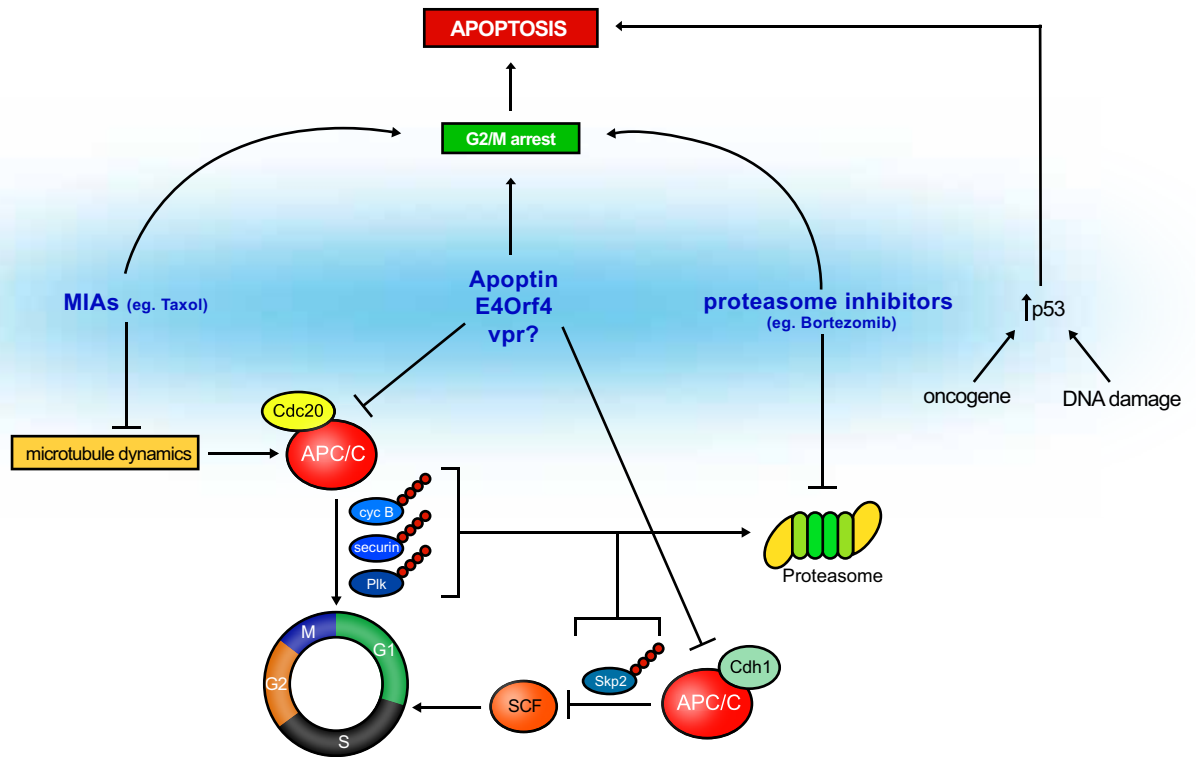 APOPTOSIS
G2/M arrest
Apoptin
E4Orf4
vpr?
MIAs (eg. Taxol)
proteasome inhibitors
(eg. Bortezomib)
p53
oncogene
DNA damage
Cdc20
APC/C
microtubule dynamics
cyc B
securin
Plk
Proteasome
M
G1
G2
S
Skp2
SCF
Cdh1
APC/C